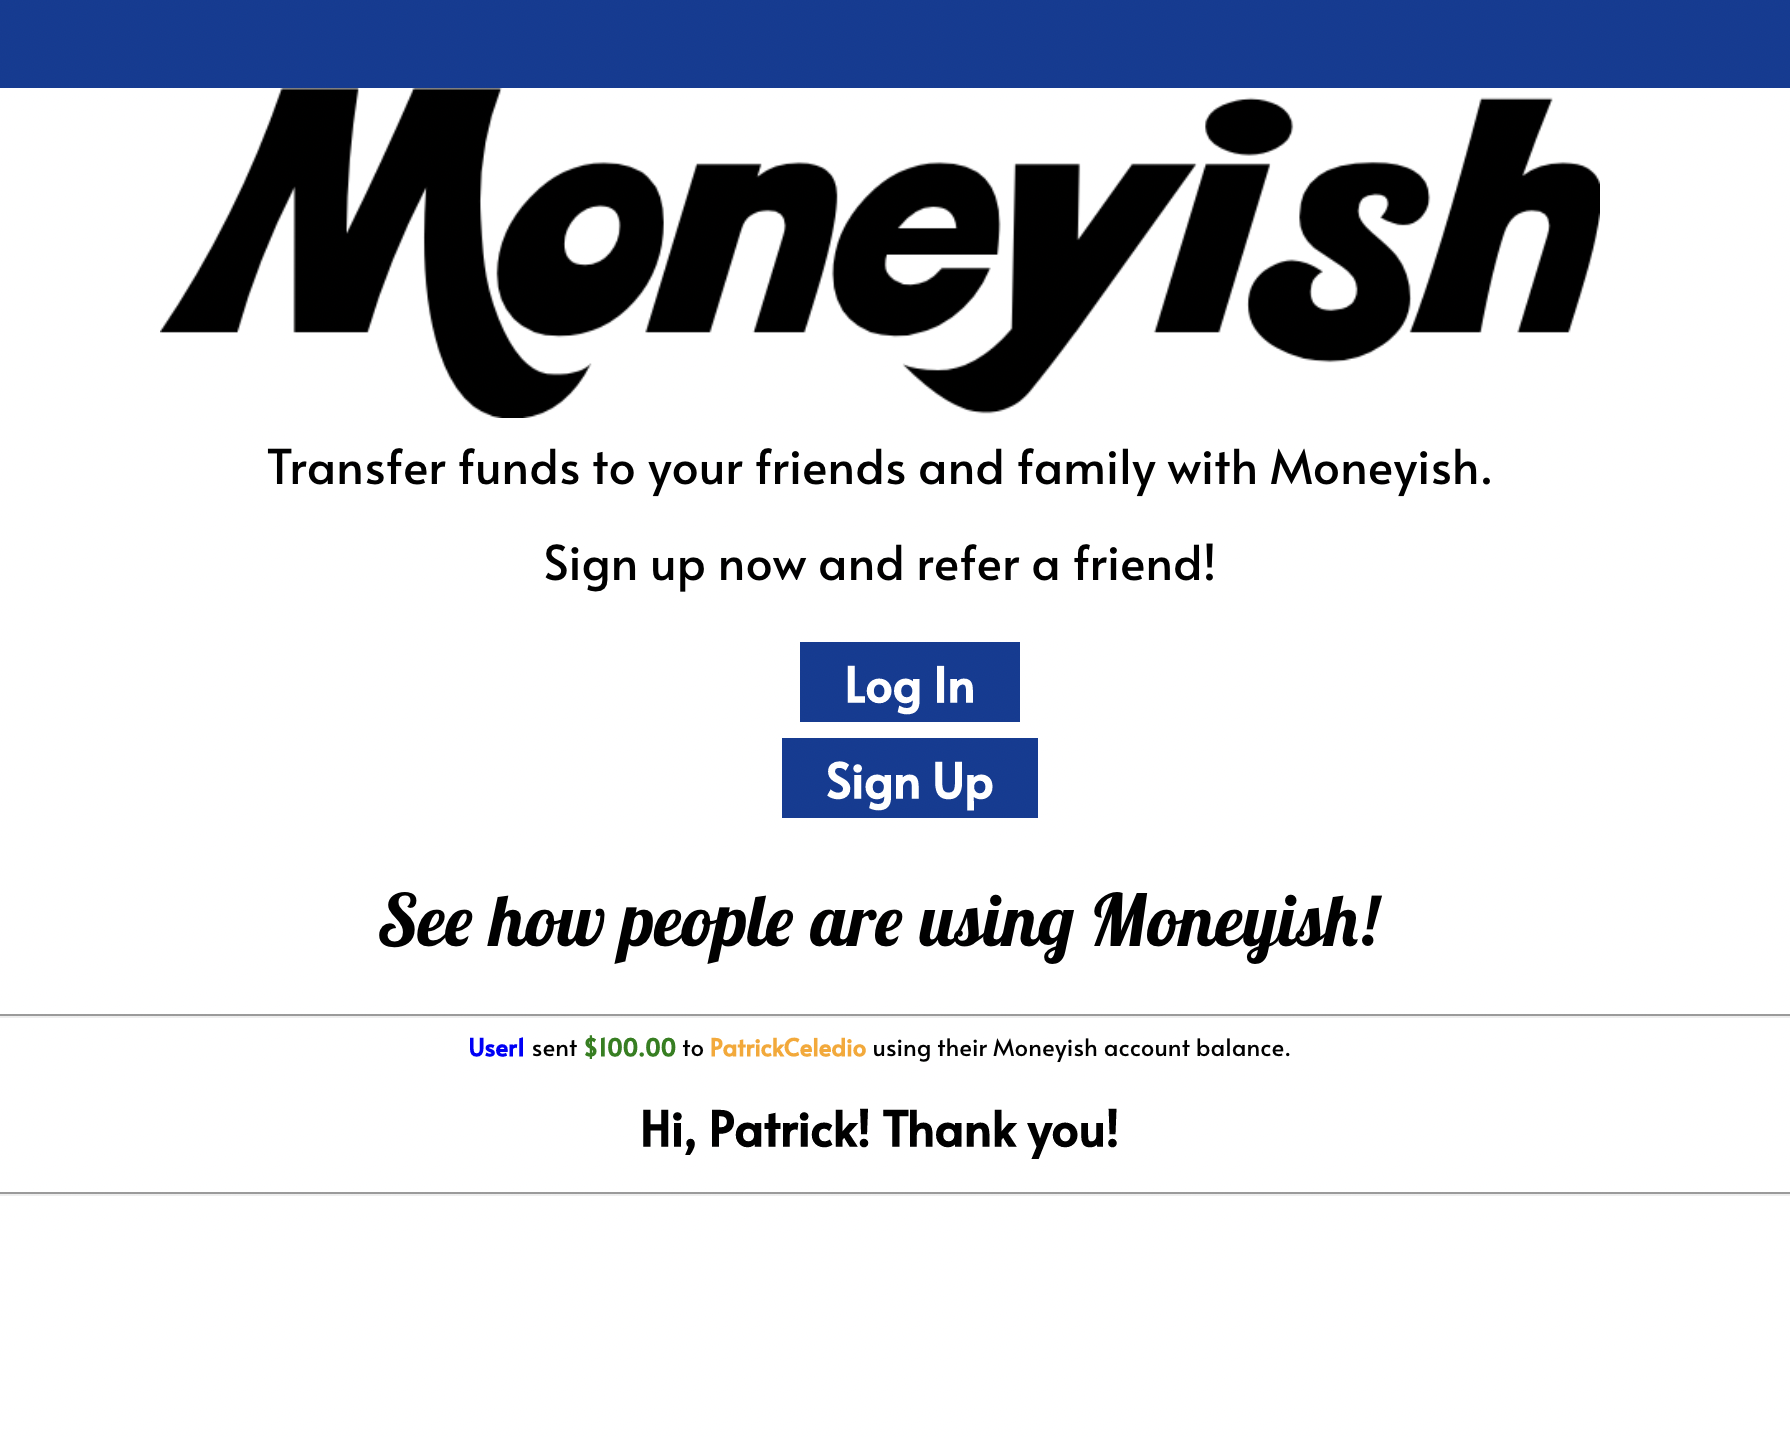 Moneyish
Transfer funds to your friends and family with Moneyish.
Sign up now and refer a friend!
Log In
Sign Up
See how people are using Moneyish!
User1 sent $100.00 to PatrickCeledio using their Moneyish account balance.
Hi, Patrick! Thank you!